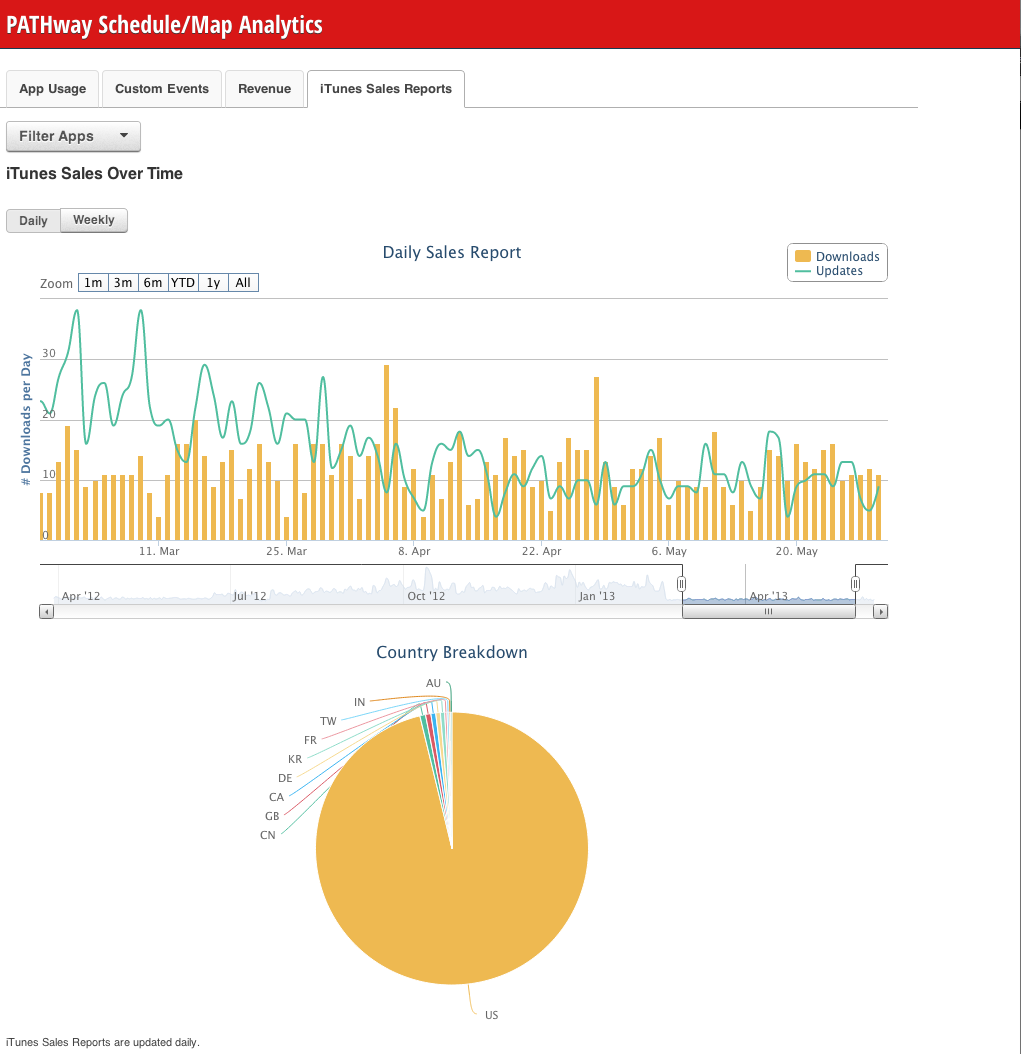 PATHway Schedule/Map Analytics
App Usage Custom Events Revenue iTunes Sales Reports
Filter Apps
iTunes Sales Over Time
Daily Weekly
Daily Sales Report
Downloads
Updates
Zoom 1m 3m 6m YTD 1y All
# Downloads per Day
30
20
10
0
11. Mar 25. Mar 8. Apr 22. Apr 6. May 20. May
Apr '12 Jul '12 Oct '12 Jan '13 Apr '13
Country Breakdown
AU
IN
TW
FR
KR
DE
CA
GB
CN
US
iTunes Sales Reports are updated daily.